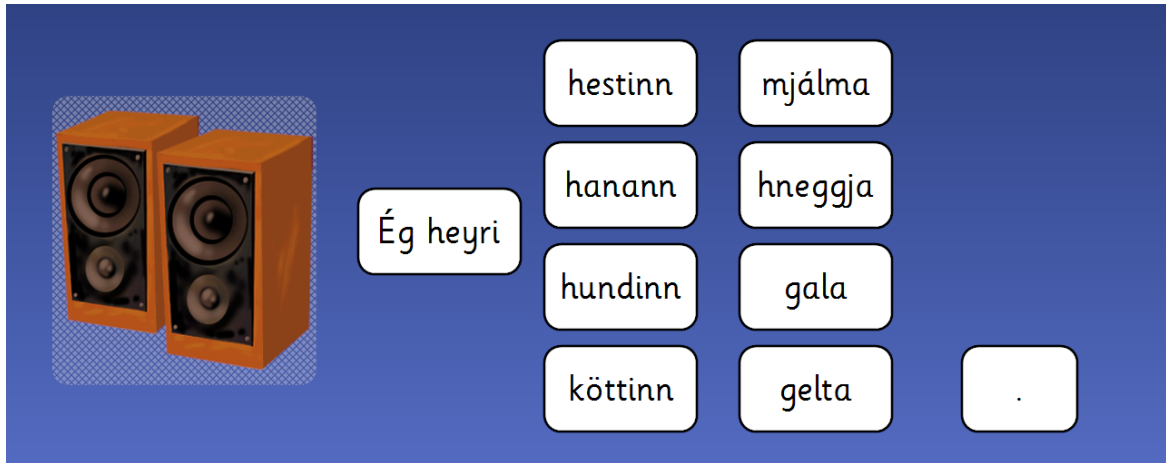 Ég heyri
hestinn
hanann
hundinn
köttinn
mjálma
hneggja
gala
gelta
.